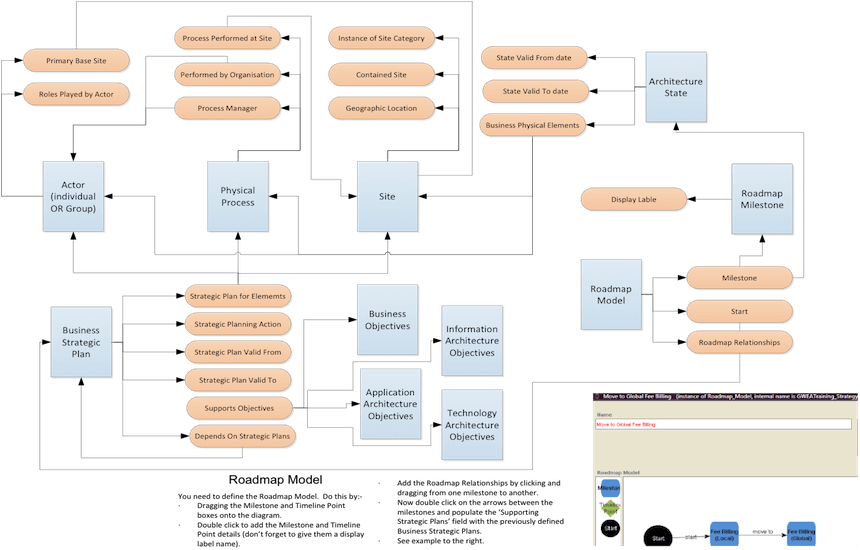 Process Performed at Site
Instance of Site Category
Primary Base Site
State Valid From date
Performed by Organisation
Contained Site
Architecture
State
Roles Played by Actor
State Valid To date
Process Manager
Geographic Location
Business Physical Elements
Actor
(individual
OR Group)
Physical
Process
Site
Display Lable
Roadmap
Milestone
Roadmap
Model
Milestone
Start
Roadmap Relationships
Business
Strategic
Plan
Strategic Plan for Elememts
Strategic Planning Action
Strategic Plan Valid From
Strategic Plan Valid To
Supports Objectives
Depends On Strategic Plans
Business
Objectives
Information
Architecture
Objectives
Application
Architecture
Objectives
Technology
Architecture
Objectives
Roadmap Model
You need to define the Roadmap Model. Do this by:-
· Dragging the Milestone and Timeline Point
boxes onto the diagram.
· Double click to add the Milestone and Timeline
Point details (don't forget to give them a display
label name).
· Add the Roadmap Relationships by clicking and
dragging from one milestone to another.
· Now double click on the arrows between the
milestones and populate the 'Supporting
Strategic Plans' field with the previously defined
Business Strategic Plans.
· See example to the right.
Move to Global Fee Billing (instance of Roadmap_Model, internal name is GWEATraining_Strategy
Name
Move to Global Fee Billing
Roadmap Model
Mileston
Timeline
Point
Start
Start
start
Fee Billing
(Local)
move to
Fee Billing
(Global)